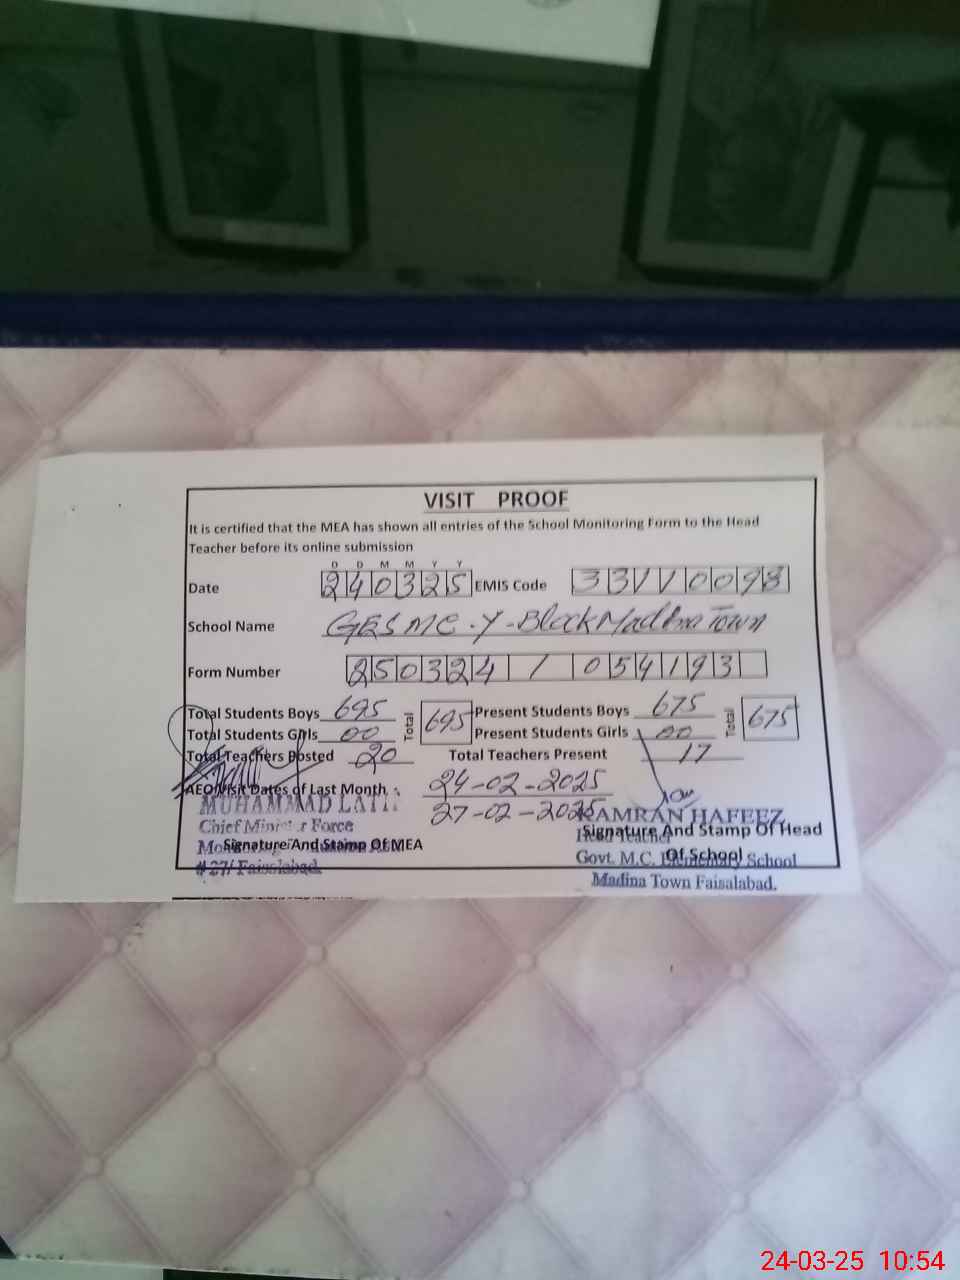 VISIT PROOF
It is certified that the MEA has shown all entries of the School Monitoring Form to the Head
Teacher before its online submission
D D M M Y Y
Date 240325 EMIS Code 33110098
School Name GES MC - Y - Block Madina Town
Form Number 250324 / 054193
Total Students Boys 695 Total 695 Present Students Boys 675 Total 675
Total Students Girls 00 Present Students Girls 00
Total Teachers Posted 20 Total Teachers Present 17
AEO Visit Dates of Last Month 24-02-2025
27-02-2025
MUHAMMAD LATIF
Chief Minister Force
Signature And Stamp Of MEA
#27/ Faisalabad.
KAMRAN HAFEEZ
Signature And Stamp Of Head
Head Teacher
Of School
Govt. M.C. Elementary School
Madina Town Faisalabad.
24-03-25 10:54